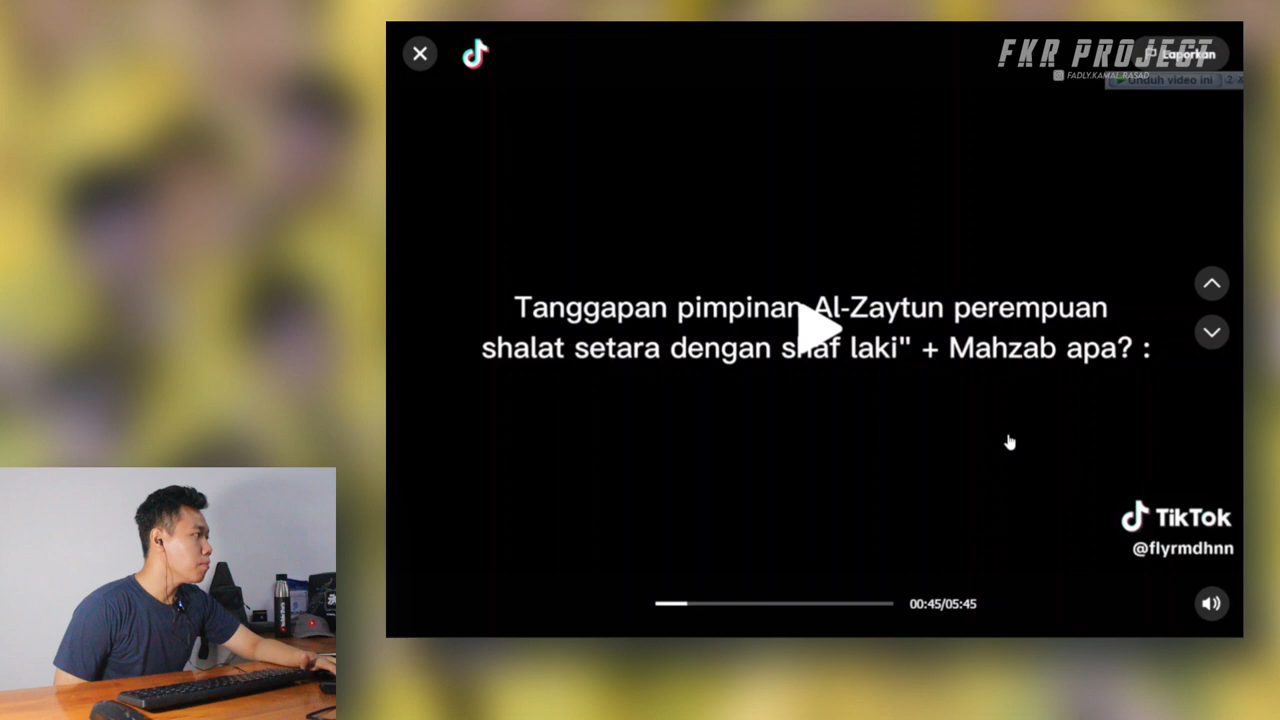 FKR PROJECT
Laporkan
FADLY.KAMAL.RASAD
Unduh video ini
Tanggapan pimpinan Al-Zaytun perempuan
shalat setara dengan shaf laki" + Mahzab apa? :
TikTok
@flyrmdhnn
00:45/05:45